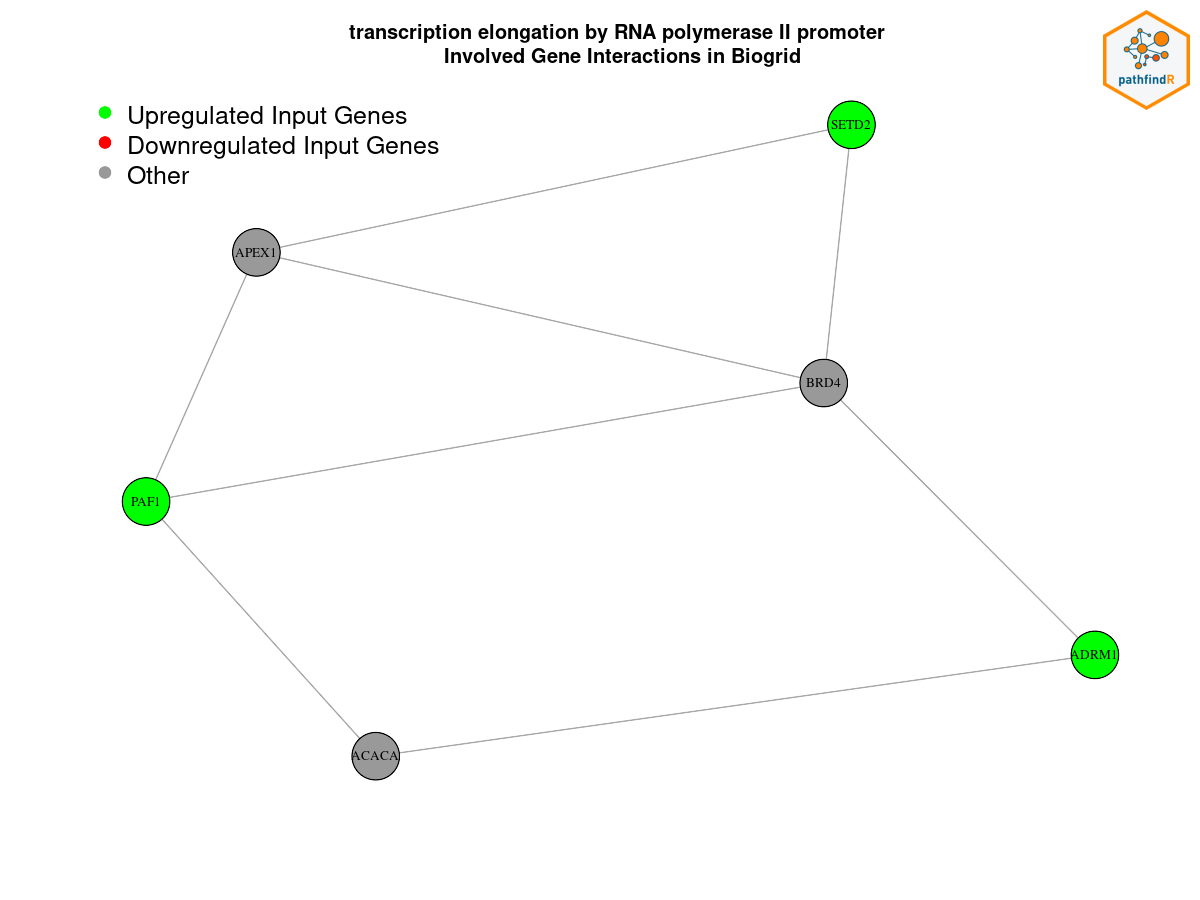 transcription elongation by RNA polymerase II promoter
Involved Gene Interactions in Biogrid
pathfindR
Upregulated Input Genes
Downregulated Input Genes
Other
SETD2
APEX1
BRD4
PAF1
ADRM1
ACACA